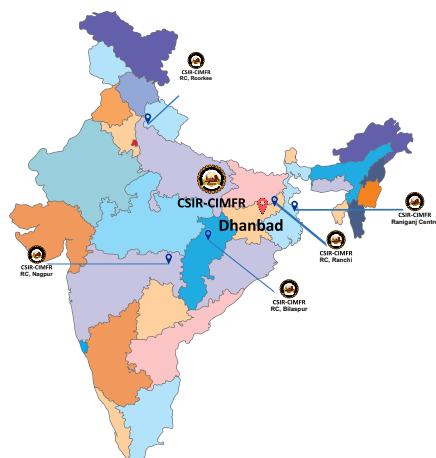 CSIR-CIMFR
RC, Roorkee
CSIR-CIMFR
Dhanbad
CSIR-CIMFR
Raniganj Centr
CSIR-CIMFR
RC, Ranchi
CSIR-CIMFR
RC, Nagpur
CSIR-CIMFR
RC, Bilaspur